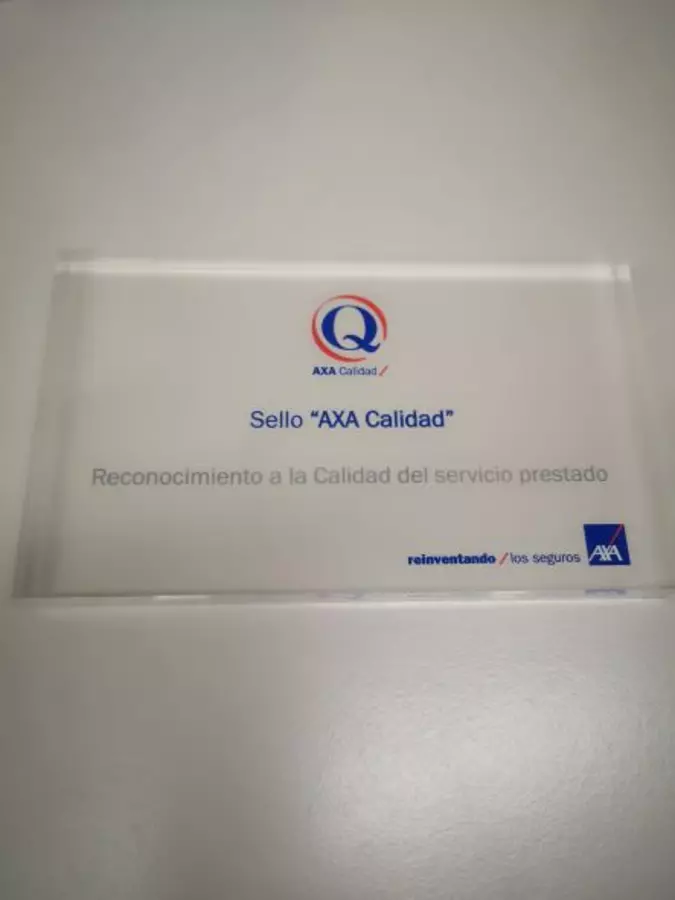 Q
AXA Calidad/
Sello “AXA Calidad”
Reconocimiento a la Calidad del servicio prestado
reinventando / los seguros AXA